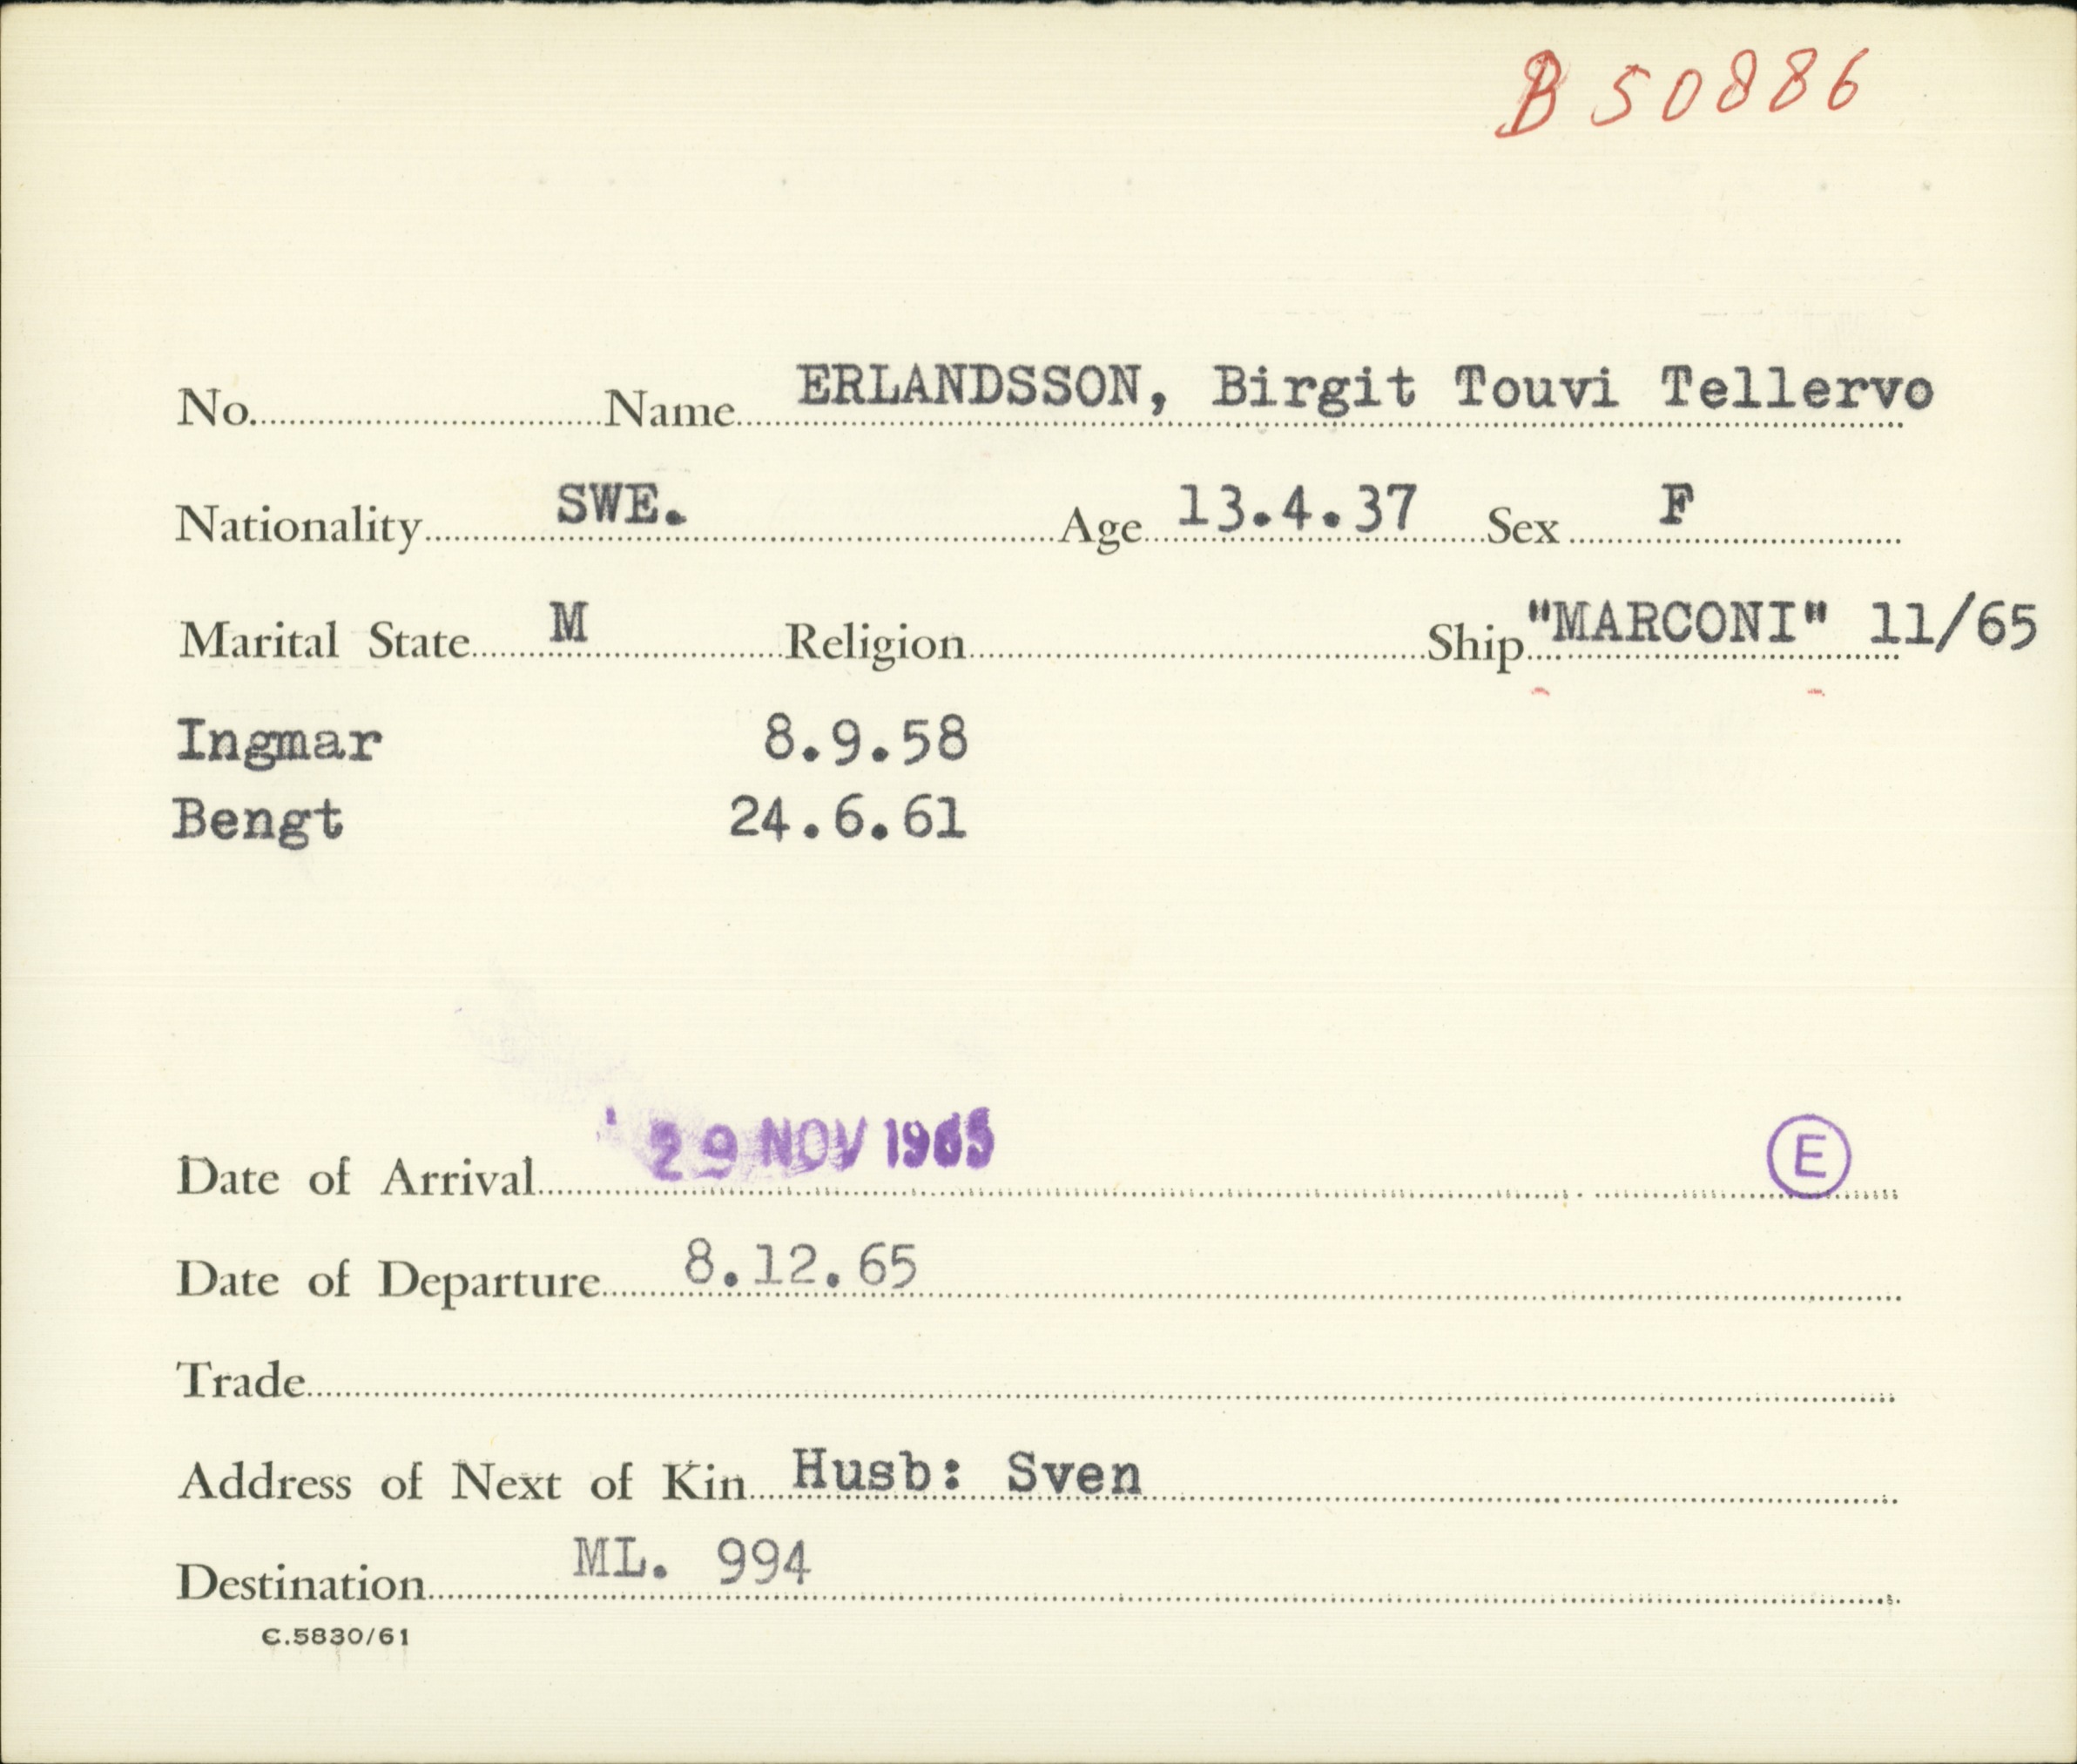 B 50886
No. Name ERLANDSSON, Birgit Touvi Tellervo
Nationality SWE. Age 13.4.37 Sex F
Marital State M Religion Ship "MARCONI" 11/65
Ingmar 8.9.58
Bengt 24.6.61
Date of Arrival 29 NOV 1965 E
Date of Departure 8.12.65
Trade
Address of Next of Kin Husb: Sven
Destination ML. 994
C.5830/61